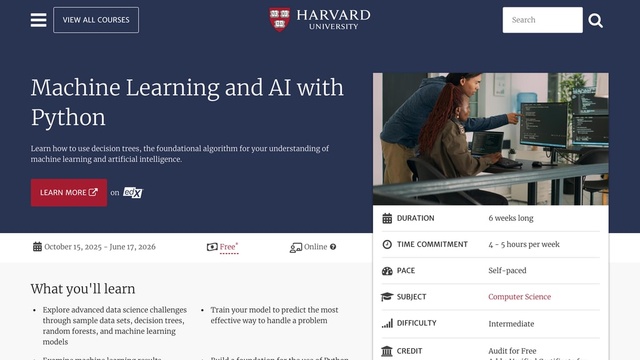 VIEW ALL COURSES
HARVARD
UNIVERSITY
Search
Machine Learning and AI with
Python
Learn how to use decision trees, the foundational algorithm for your understanding of
machine learning and artificial intelligence.
LEARN MORE on edX
October 15, 2025 - June 17, 2026
Free*
Online
DURATION 6 weeks long
TIME COMMITMENT 4 - 5 hours per week
PACE Self-paced
SUBJECT Computer Science
DIFFICULTY Intermediate
CREDIT Audit for Free
What you'll learn
• Explore advanced data science challenges
through sample data sets, decision trees,
random forests, and machine learning
models
• Train your model to predict the most
effective way to handle a problem